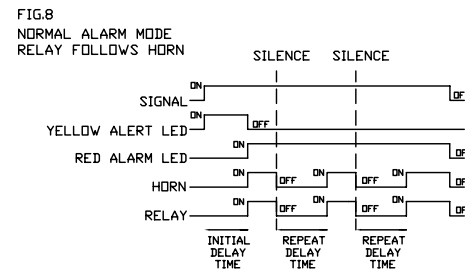 FIG.8
NORMAL ALARM MODE
RELAY FOLLOWS HORN
SILENCE SILENCE
ON
SIGNAL
ON
OFF
YELLOW ALERT LED
ON
RED ALARM LED
ON OFF ON OFF ON
HORN
ON OFF ON OFF ON
RELAY
INITIAL DELAY TIME
REPEAT DELAY TIME
REPEAT DELAY TIME